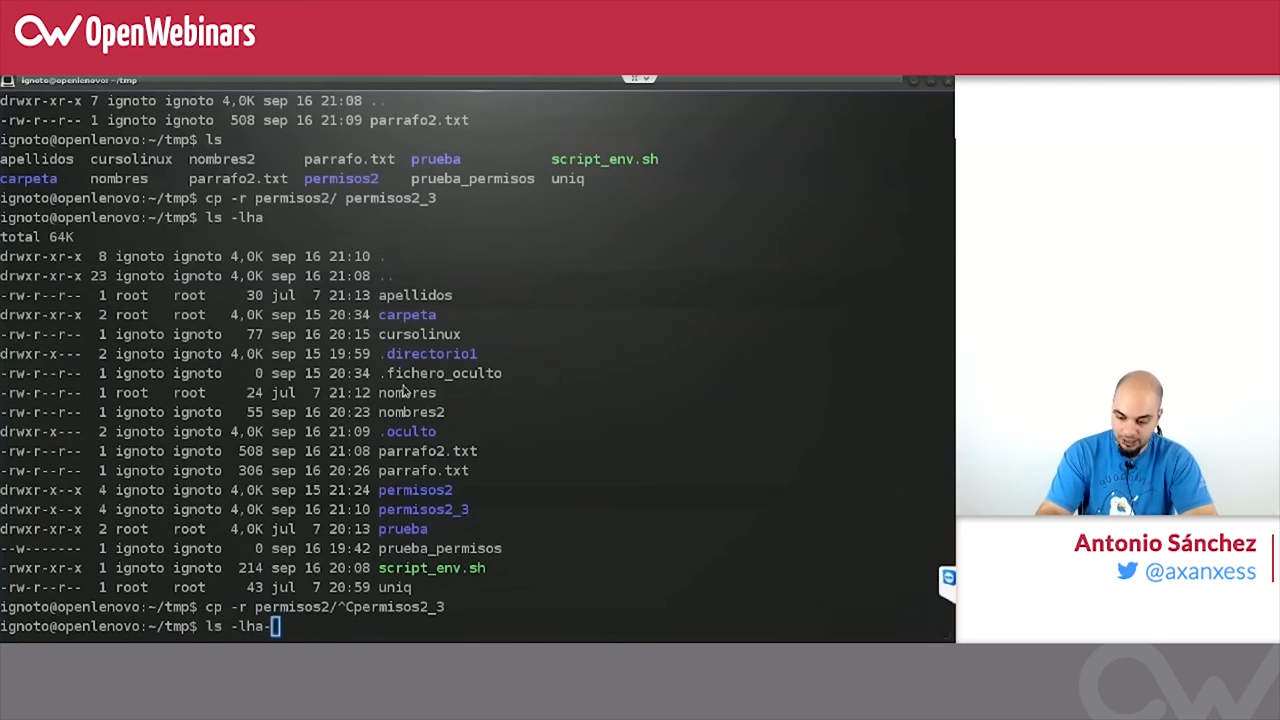 OpenWebinars
ignoto@openlenovo: ~/tmp
drwxr-xr-x 7 ignoto ignoto 4,0K sep 16 21:08 ..
-rw-r--r-- 1 ignoto ignoto  508 sep 16 21:09 parrafo2.txt
ignoto@openlenovo:~/tmp$ ls
apellidos  cursolinux  nombres2      parrafo.txt  prueba           script_env.sh
carpeta    nombres     parrafo2.txt  permisos2    prueba_permisos  uniq
ignoto@openlenovo:~/tmp$ cp -r permisos2/ permisos2_3
ignoto@openlenovo:~/tmp$ ls -lha
total 64K
drwxr-xr-x  8 ignoto ignoto 4,0K sep 16 21:10 .
drwxr-xr-x 23 ignoto ignoto 4,0K sep 16 21:08 ..
-rw-r--r--  1 root   root     30 jul  7 21:13 apellidos
drwxr-xr-x  2 root   root   4,0K sep 15 20:34 carpeta
-rw-r--r--  1 ignoto ignoto   77 sep 16 20:15 cursolinux
drwxr-x---  2 ignoto ignoto 4,0K sep 15 19:59 .directorio1
-rw-r--r--  1 ignoto ignoto    0 sep 15 20:34 .fichero_oculto
-rw-r--r--  1 root   root     24 jul  7 21:12 nombres
-rw-r--r--  1 ignoto ignoto   55 sep 16 20:23 nombres2
drwxr-x---  2 ignoto ignoto 4,0K sep 16 21:09 .oculto
-rw-r--r--  1 ignoto ignoto  508 sep 16 21:08 parrafo2.txt
-rw-r--r--  1 ignoto ignoto  306 sep 16 20:26 parrafo.txt
drwxr-x--x  4 ignoto ignoto 4,0K sep 15 21:24 permisos2
drwxr-x--x  4 ignoto ignoto 4,0K sep 16 21:10 permisos2_3
drwxr-xr-x  2 root   root   4,0K jul  7 20:13 prueba
--w-------  1 ignoto ignoto    0 sep 16 19:42 prueba_permisos
-rwxr-xr-x  1 ignoto ignoto  214 sep 16 20:08 script_env.sh
-rw-r--r--  1 root   root     43 jul  7 20:59 uniq
ignoto@openlenovo:~/tmp$ cp -r permisos2/^Cpermisos2_3
ignoto@openlenovo:~/tmp$ ls -lha-
Antonio Sánchez
@axanxess